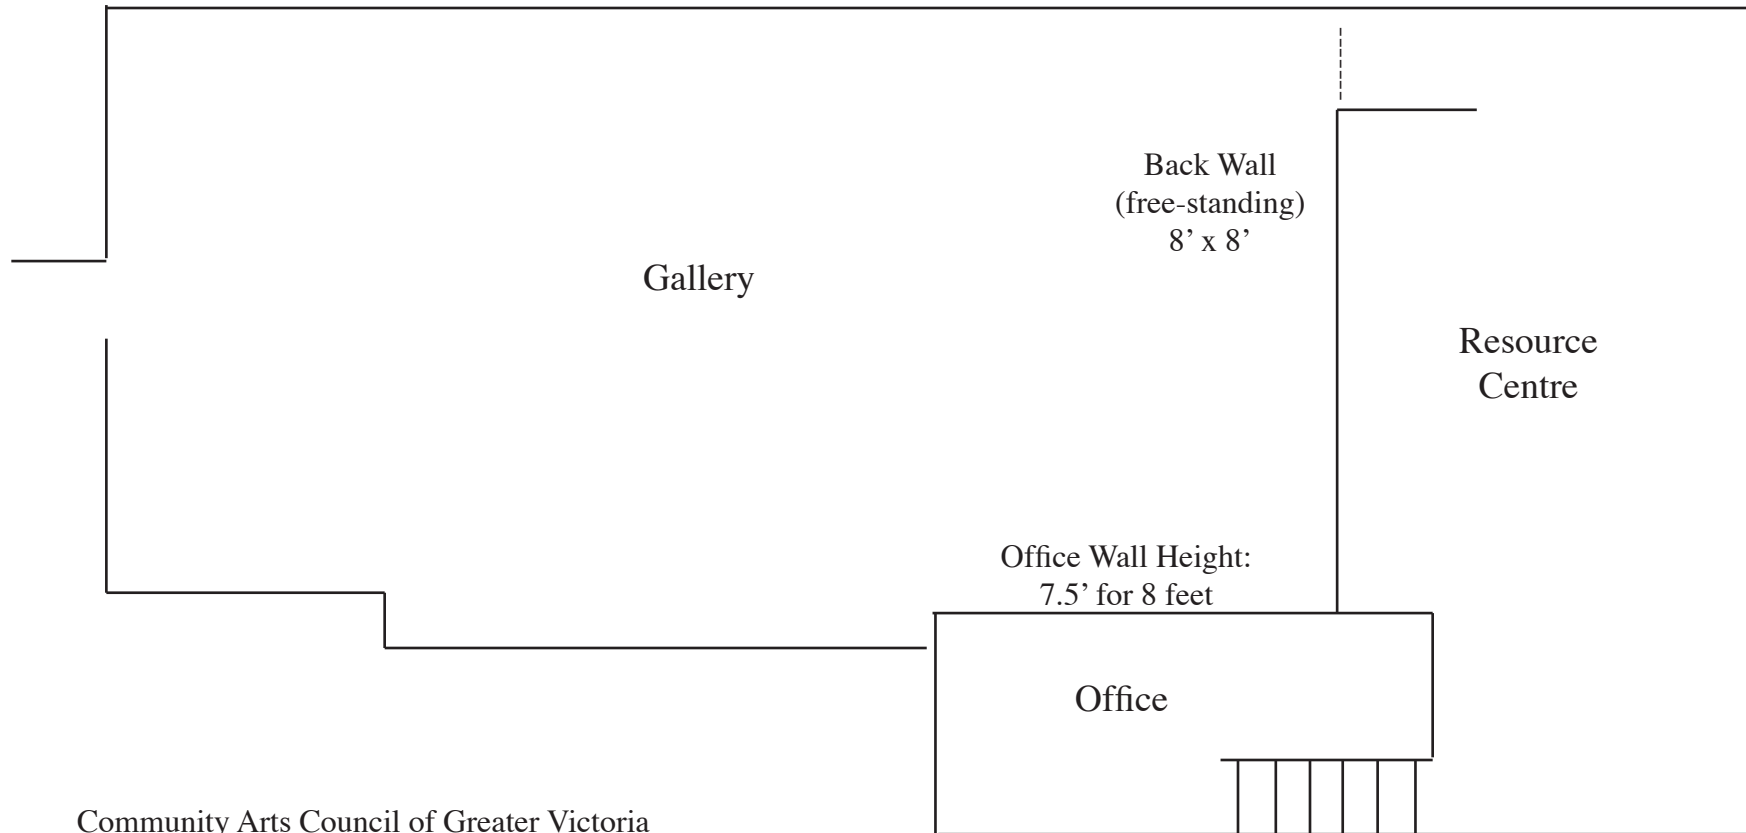 Back Wall
(free-standing)
8’ x 8’
Gallery
Resource
Centre
Office Wall Height:
7.5’ for 8 feet
Office
Community Arts Council of Greater Victoria